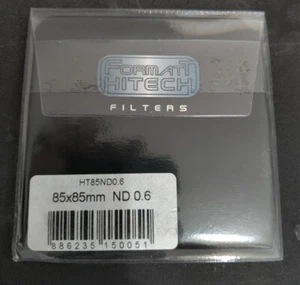 FORMATT
HITECH
FILTERS
HT85ND0.6
85x85mm ND 0.6
886235 150051